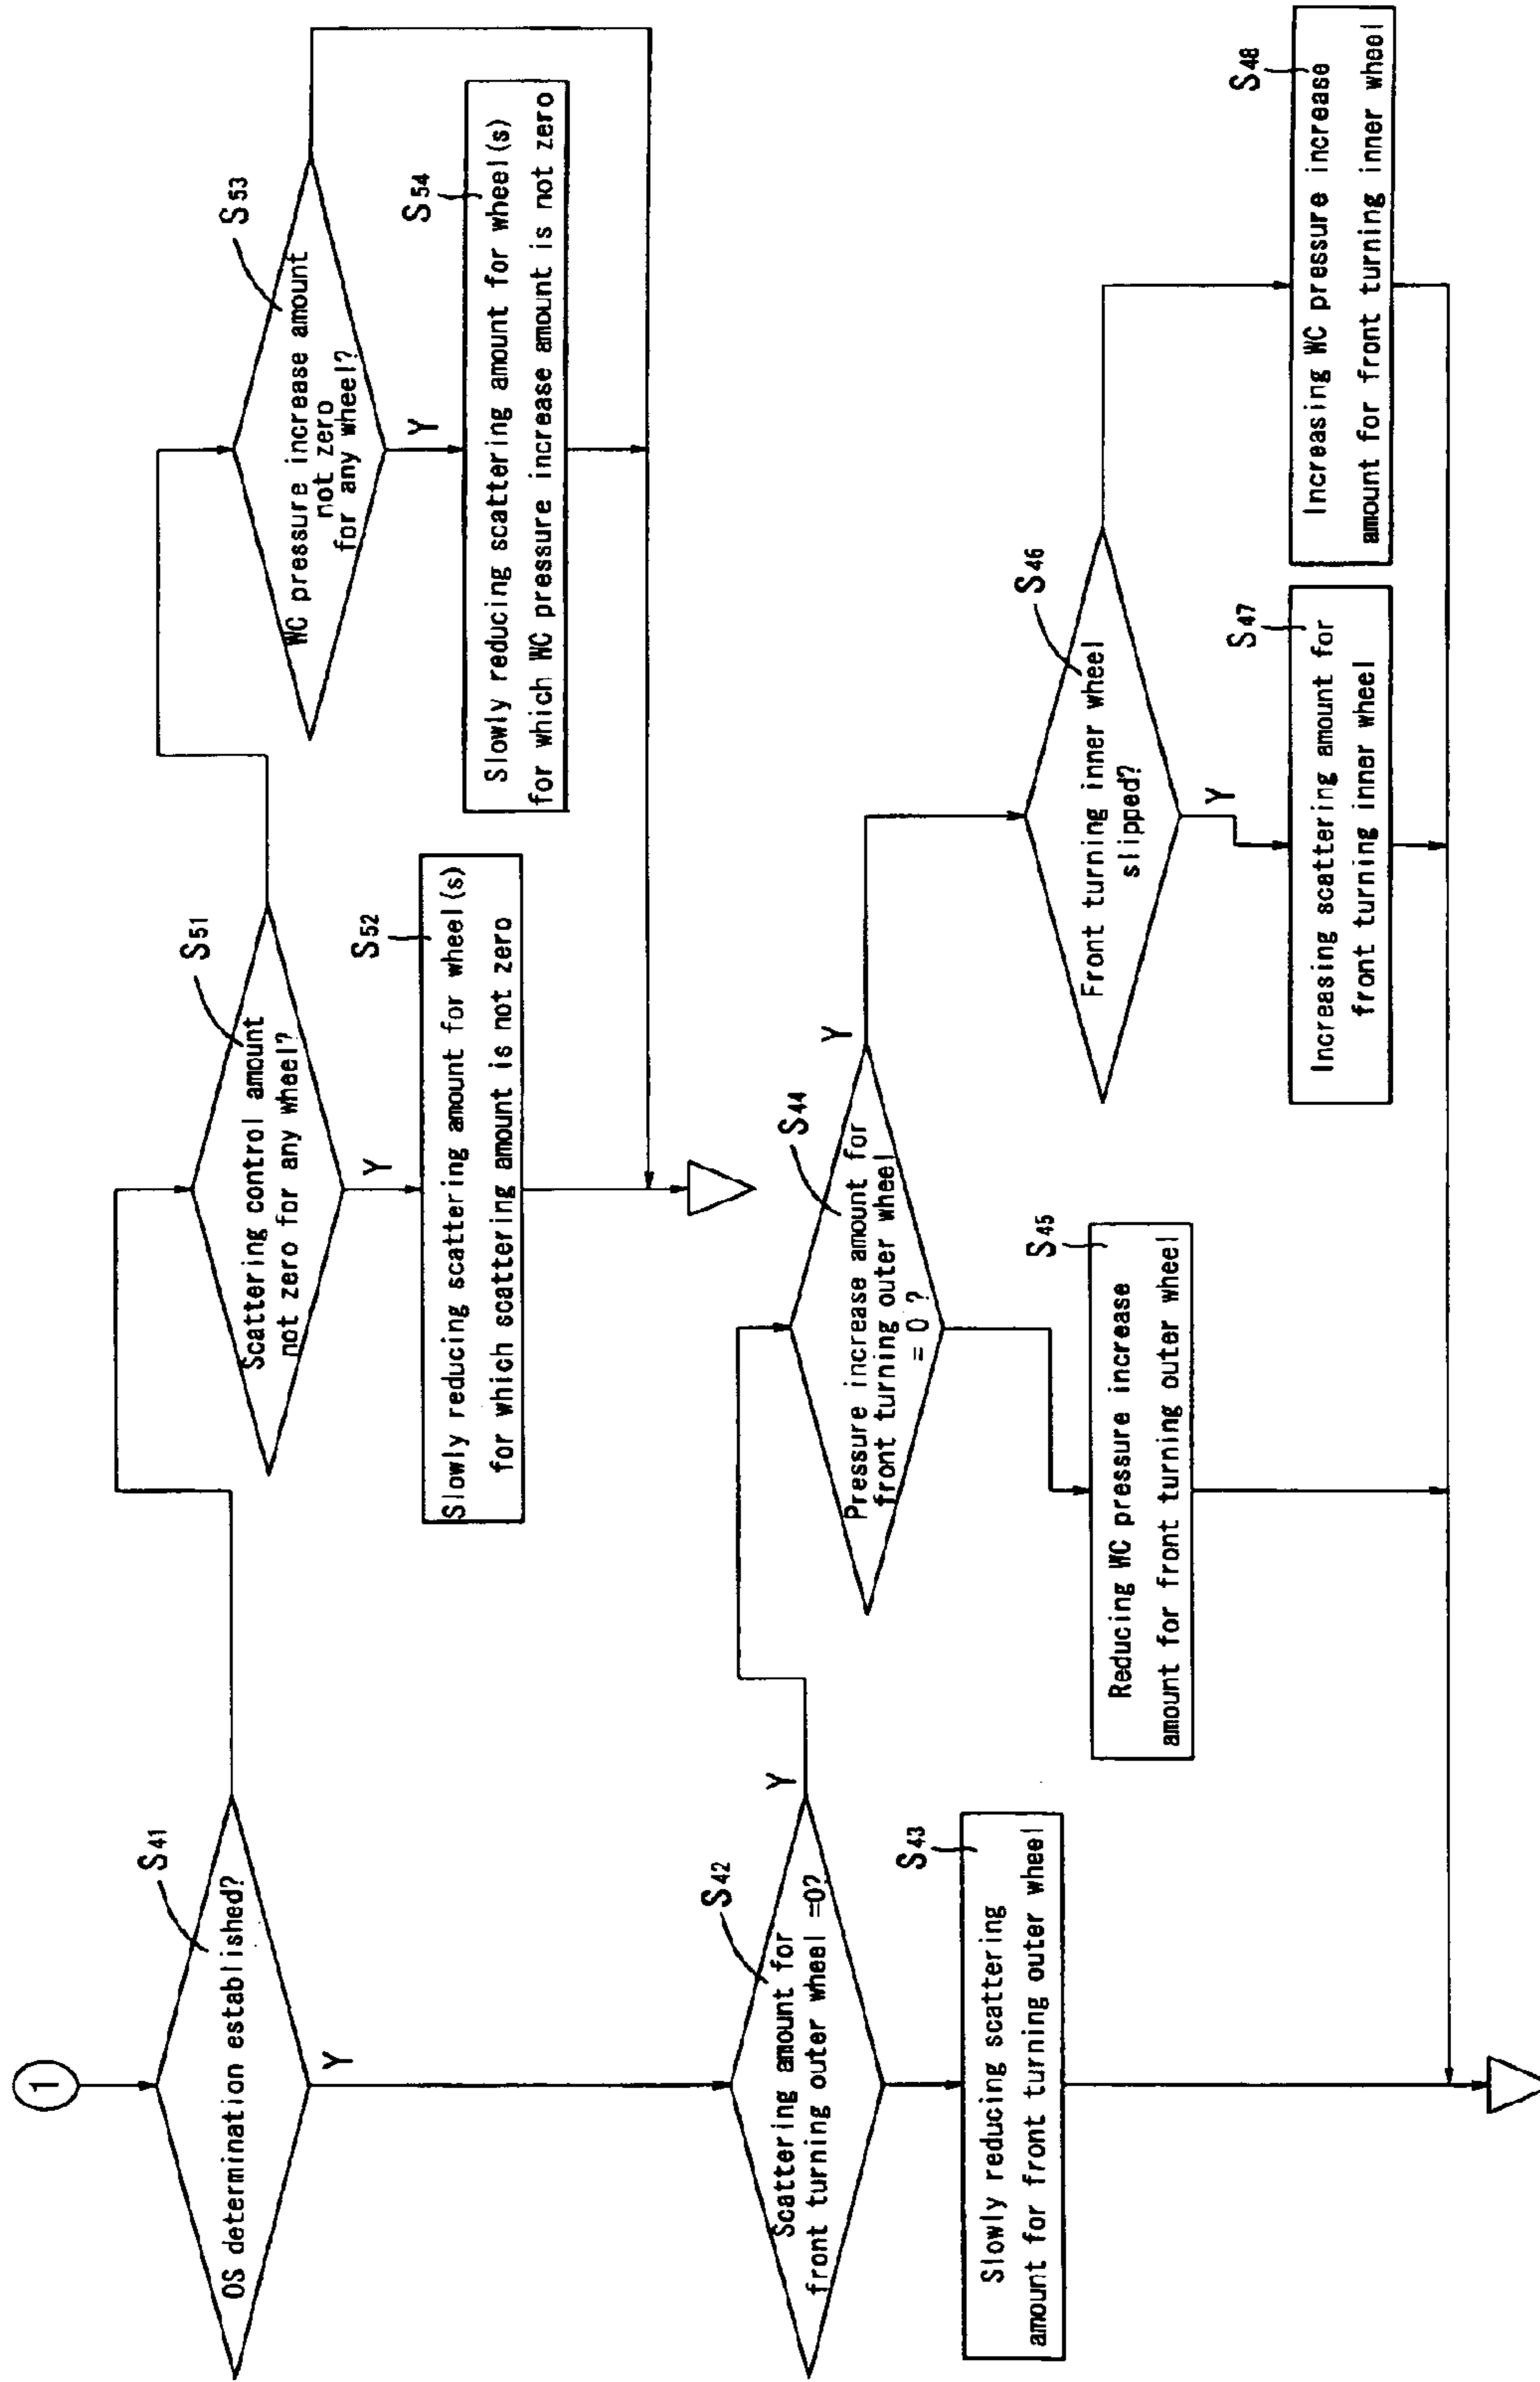 1
S41
OS determination established?
Y
S51
Scattering control amount
not zero for any wheel?
Y
S52
Slowly reducing scattering amount for wheel(s)
for which scattering amount is not zero
S53
WC pressure increase amount
not zero
for any wheel?
Y
S54
Slowly reducing scattering amount for wheel(s)
for which WC pressure increase amount is not zero
S42
Scattering amount for
front turning outer wheel =0?
Y
S43
Slowly reducing scattering
amount for front turning outer wheel
S44
Pressure increase amount for
front turning outer wheel
= 0 ?
Y
S45
Reducing WC pressure increase
amount for front turning outer wheel
S46
Front turning inner wheel
slipped?
Y
S47
Increasing scattering amount for
front turning inner wheel
S48
Increasing WC pressure increase
amount for front turning inner wheel